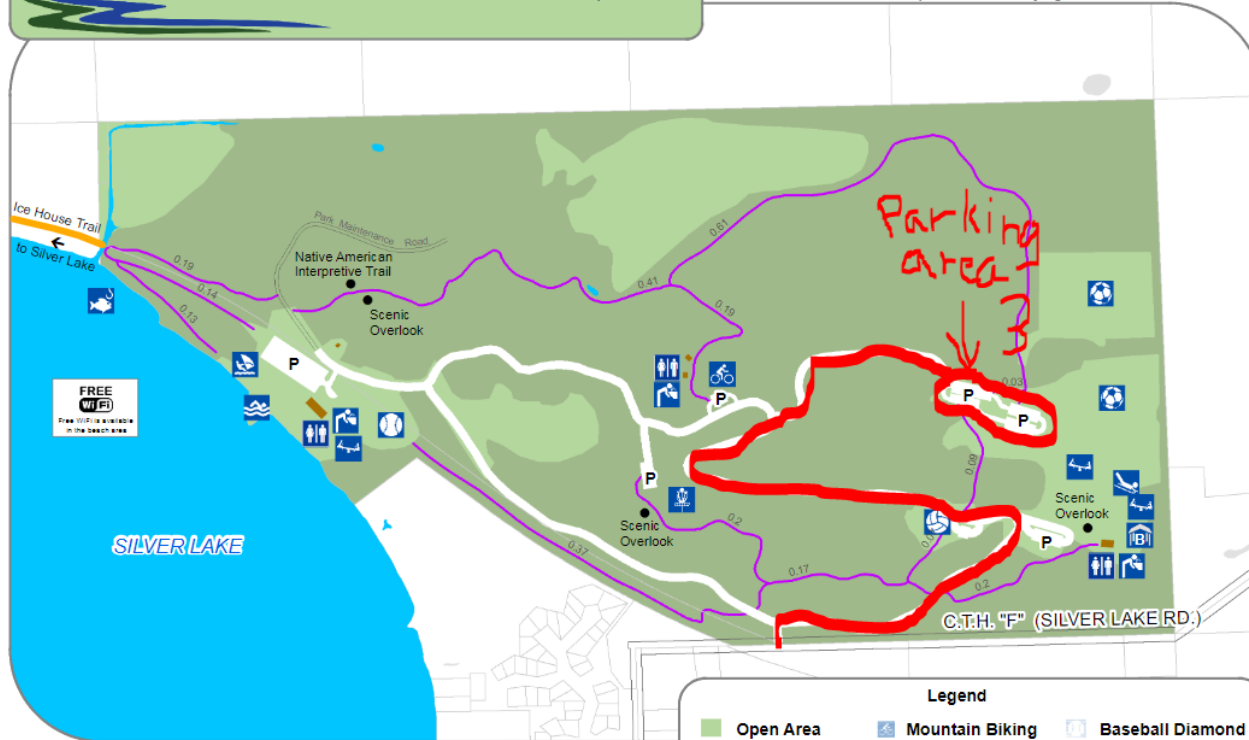 Ice House Trail
to Silver Lake
0.19
0.14
0.13
Park Maintenance Road
Native American
Interpretive Trail
Scenic
Overlook
0.41
0.61
0.19
Parking
area
3
0.03
P
P
P
P
P
P
FREE
Wi Fi
Free WiFi is available
in the beach area
0.09
Scenic
Overlook
B
Scenic
Overlook
0.2
0.17
0.2
0.37
SILVER LAKE
C.T.H. "F" (SILVER LAKE RD.)
Legend
Open Area
Mountain Biking
Baseball Diamond